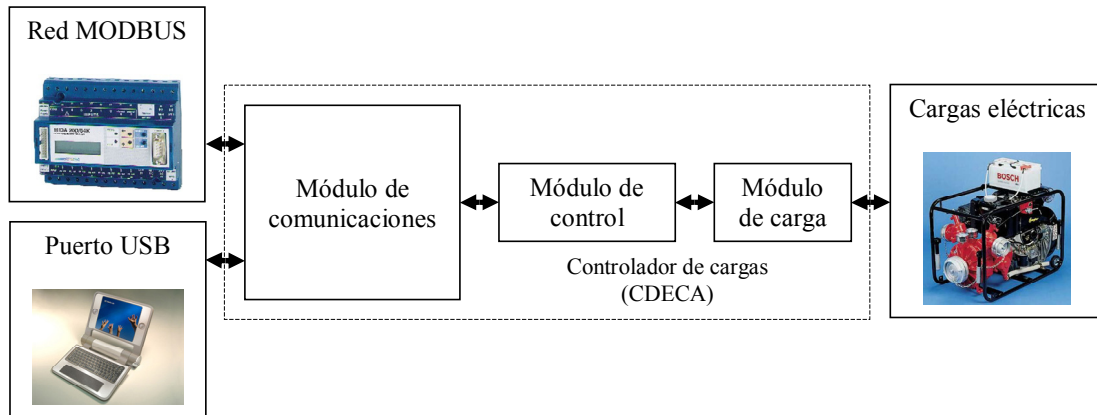 Red MODBUS
Módulo de
comunicaciones
Módulo de
control
Módulo
de carga
Controlador de cargas
(CDECA)
Cargas eléctricas
BOSCH
Puerto USB